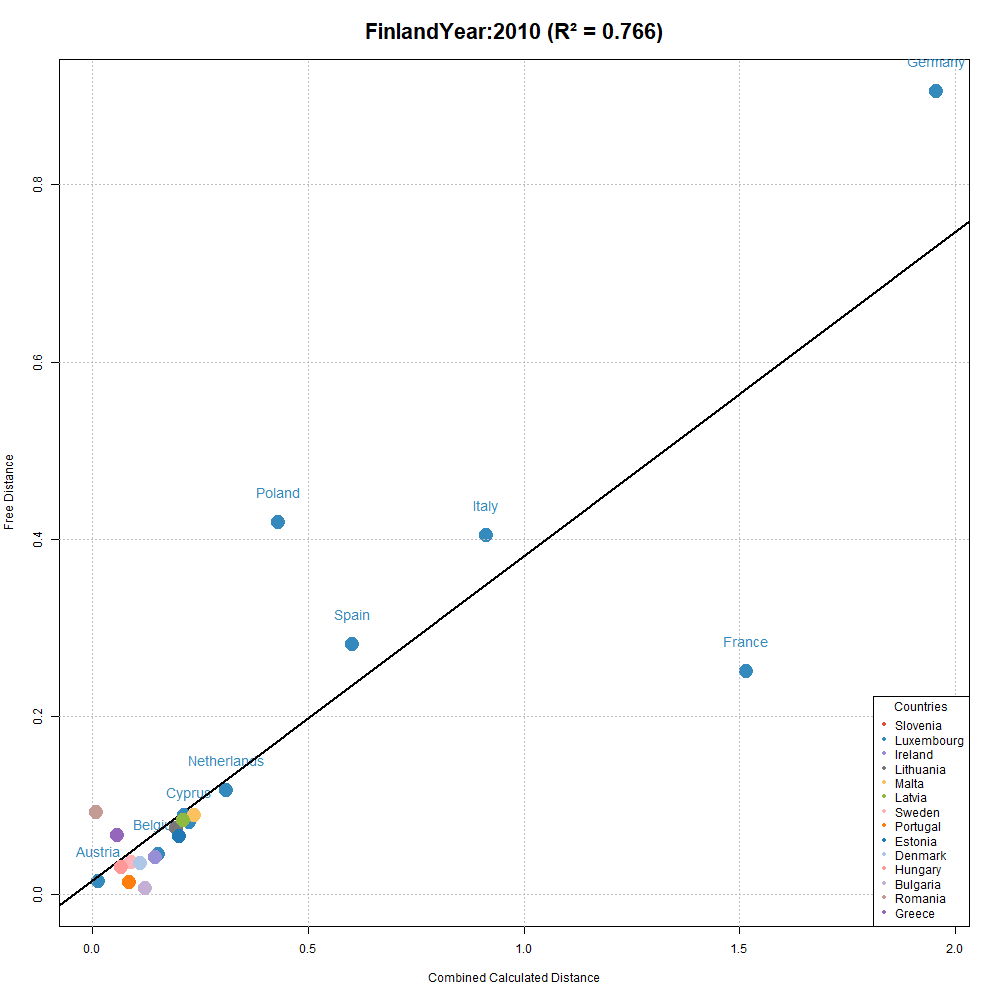 FinlandYear:2010 (R² = 0.766)
Germany
0.8
0.6
Poland
Italy
0.4
Free Distance
Spain
France
0.2
Netherlands
Cyprus
Austria
0.0
Countries
Slovenia
Luxembourg
Ireland
Lithuania
Malta
Latvia
Sweden
Portugal
Estonia
Denmark
Hungary
Bulgaria
Romania
Greece
0.0 0.5 1.0 1.5 2.0
Combined Calculated Distance